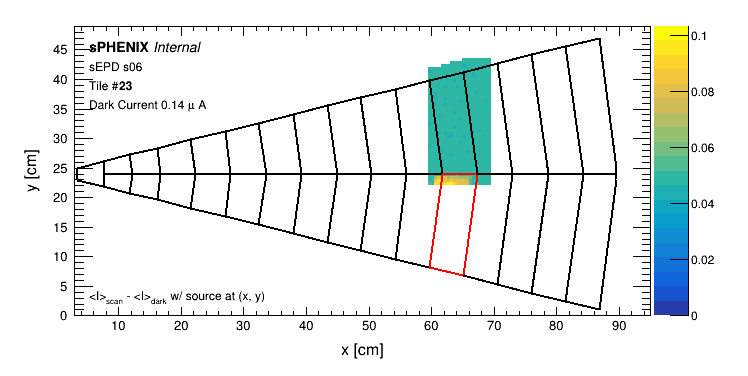 sPHENIX Internal
sEPD s06
Tile #23
Dark Current 0.14 μ A
<I>scan - <I>dark w/ source at (x, y)
y [cm]
45
40
35
30
25
20
15
10
5
0
10 20 30 40 50 60 70 80 90
x [cm]
0.1
0.08
0.06
0.04
0.02
0